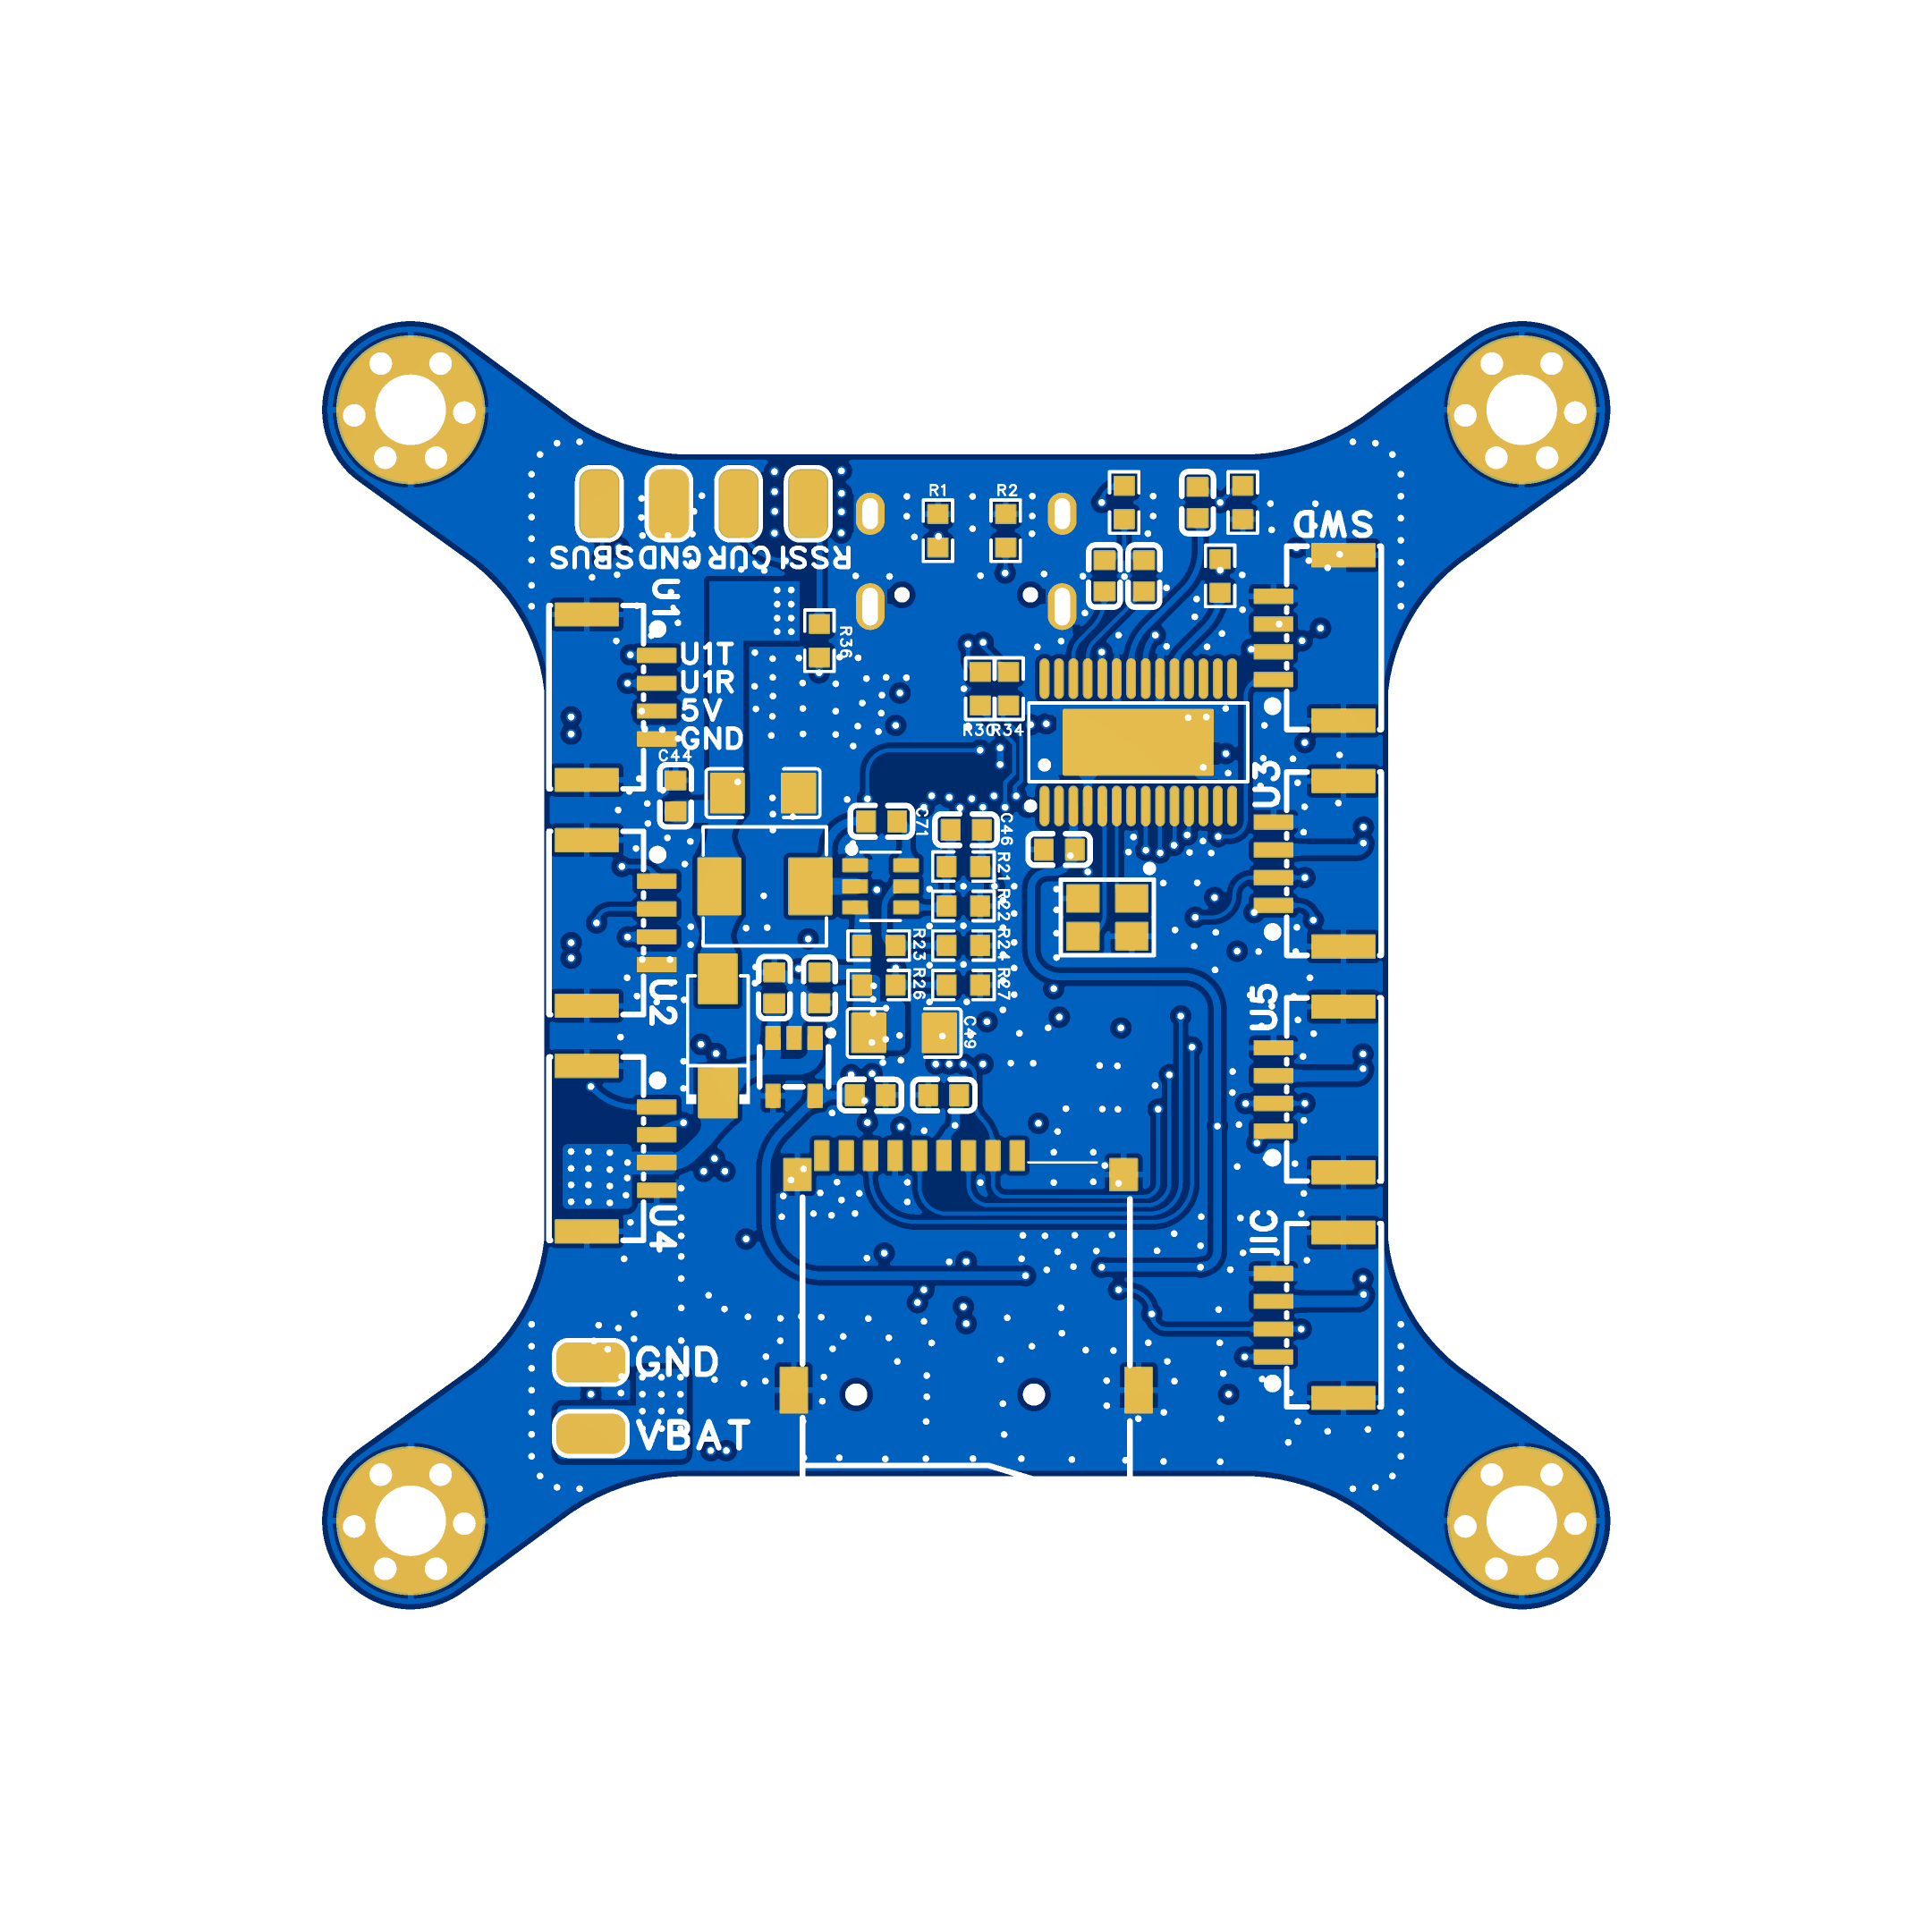 R1
R2
SWD
SBUS
GND
CUR
RSSI
U1
R36
U1T
U1R
5V
GND
R30
R34
C44
U3
C71
C46
R21
R22
R23
R24
R26
R27
U2
U5
C49
U4
JIC
GND
VBAT